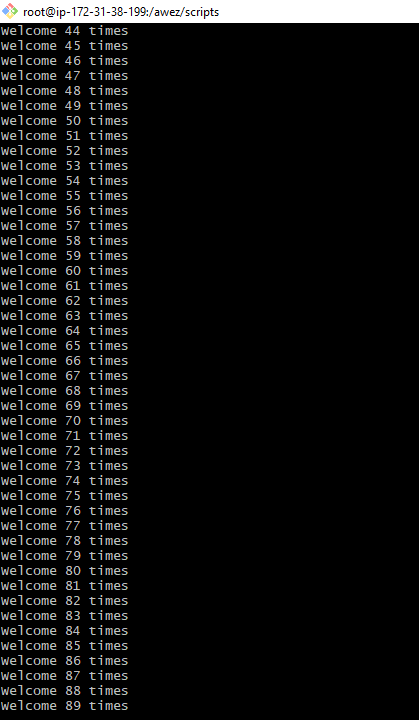 root@ip-172-31-38-199:/awez/scripts
Welcome 44 times
Welcome 45 times
Welcome 46 times
Welcome 47 times
Welcome 48 times
Welcome 49 times
Welcome 50 times
Welcome 51 times
Welcome 52 times
Welcome 53 times
Welcome 54 times
Welcome 55 times
Welcome 56 times
Welcome 57 times
Welcome 58 times
Welcome 59 times
Welcome 60 times
Welcome 61 times
Welcome 62 times
Welcome 63 times
Welcome 64 times
Welcome 65 times
Welcome 66 times
Welcome 67 times
Welcome 68 times
Welcome 69 times
Welcome 70 times
Welcome 71 times
Welcome 72 times
Welcome 73 times
Welcome 74 times
Welcome 75 times
Welcome 76 times
Welcome 77 times
Welcome 78 times
Welcome 79 times
Welcome 80 times
Welcome 81 times
Welcome 82 times
Welcome 83 times
Welcome 84 times
Welcome 85 times
Welcome 86 times
Welcome 87 times
Welcome 88 times
Welcome 89 times